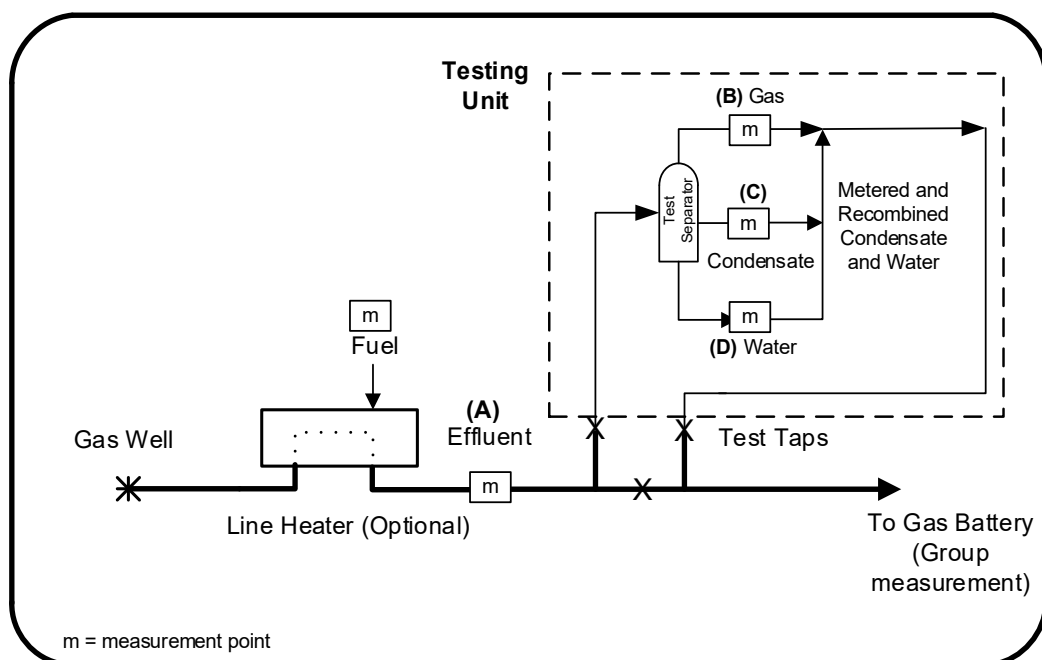 Testing
Unit
(B) Gas
m
Test
Separator
(C)
m
Condensate
Metered and
Recombined
Condensate
and Water
m
(D) Water
m
Fuel
(A)
Effluent
Gas Well
Test Taps
m
Line Heater (Optional)
To Gas Battery
(Group
measurement)
m = measurement point